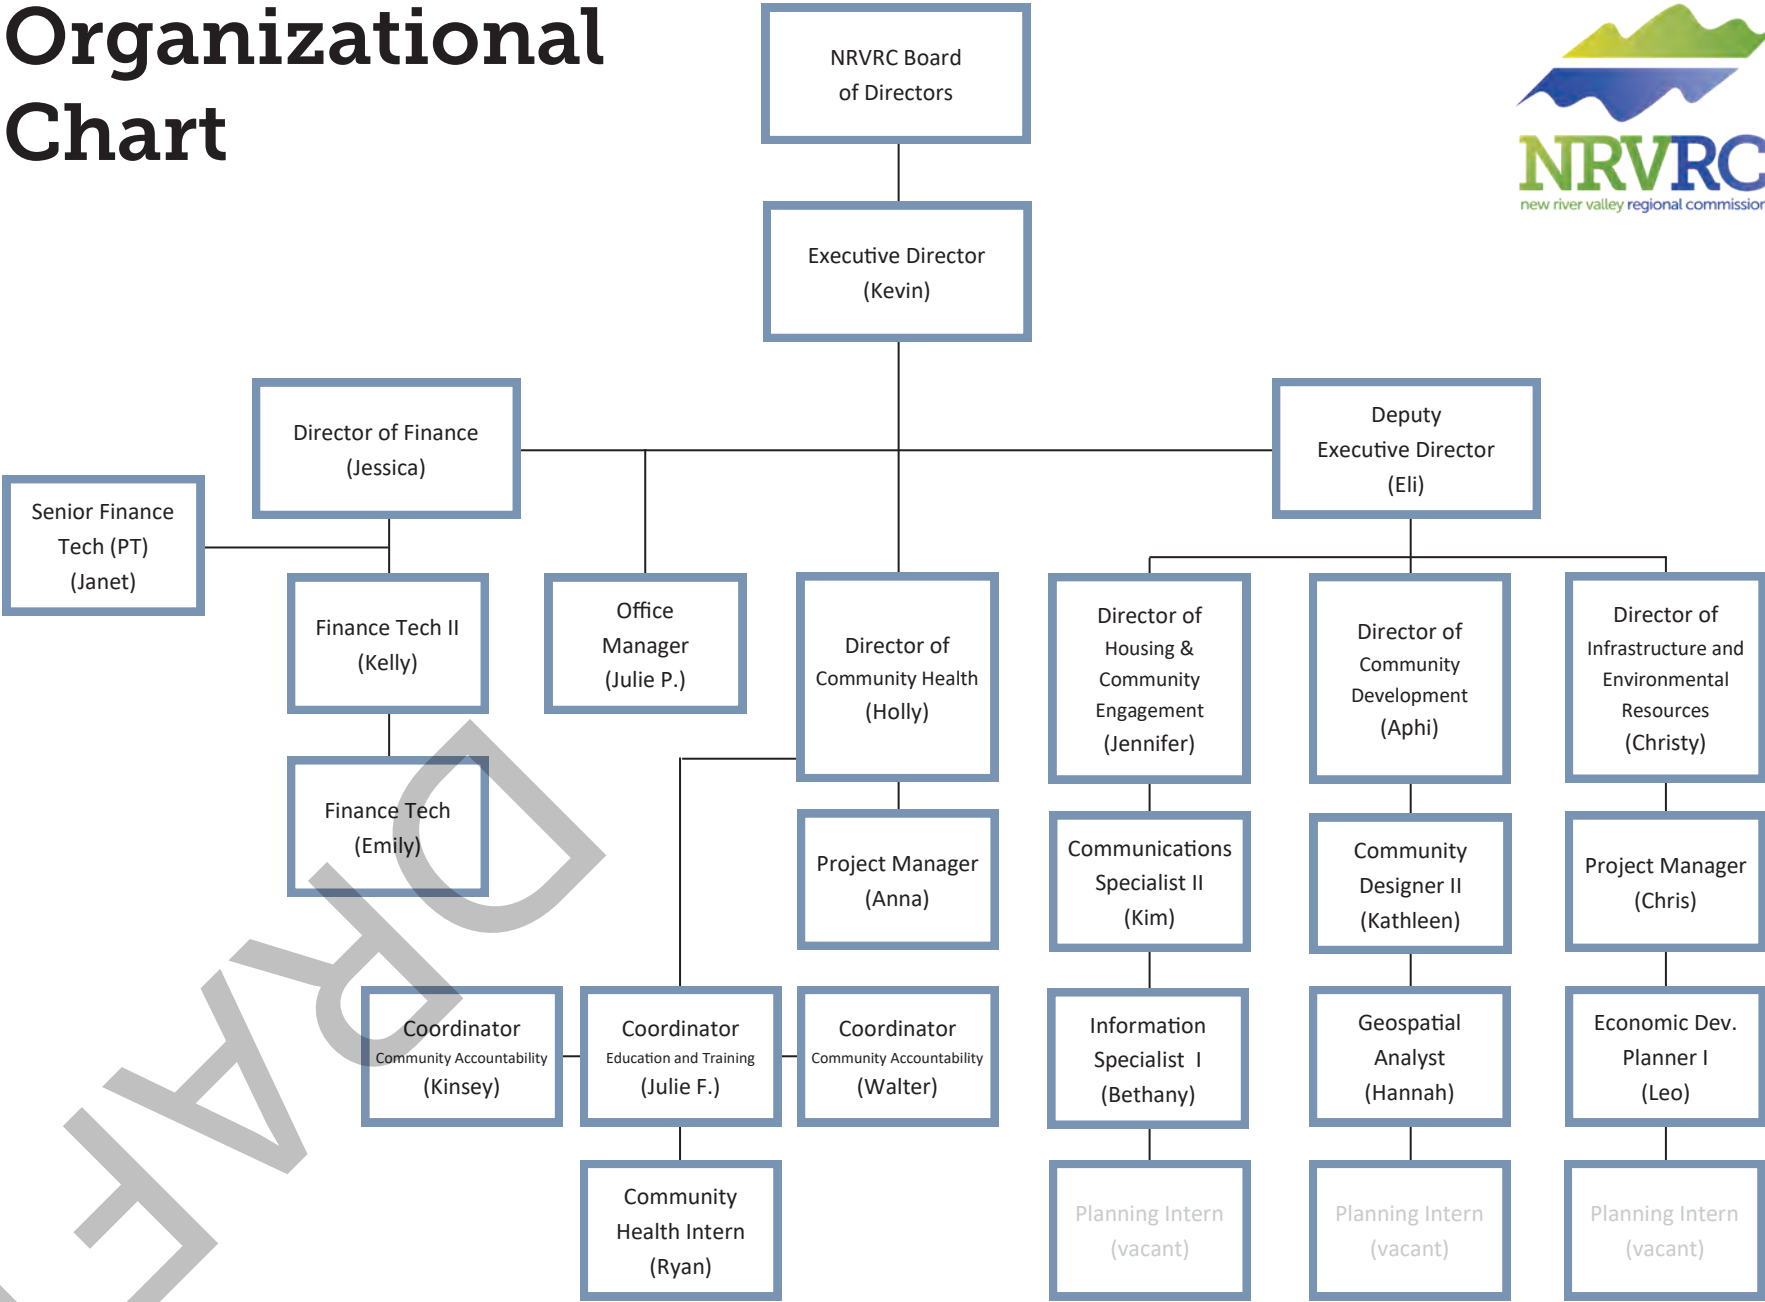 Organizational
Chart
NRVRC Board
of Directors
NRVRC
new river valley regional commission
Executive Director
(Kevin)
Director of Finance
(Jessica)
Deputy
Executive Director
(Eli)
Senior Finance
Tech (PT)
(Janet)
Finance Tech II
(Kelly)
Office
Manager
(Julie P.)
Director of
Community Health
(Holly)
Director of
Housing &
Community
Engagement
(Jennifer)
Director of
Community
Development
(Aphi)
Director of
Infrastructure and
Environmental
Resources
(Christy)
Finance Tech
(Emily)
Project Manager
(Anna)
Communications
Specialist II
(Kim)
Community
Designer II
(Kathleen)
Project Manager
(Chris)
Coordinator
Community Accountability
(Kinsey)
Coordinator
Education and Training
(Julie F.)
Coordinator
Community Accountability
(Walter)
Information
Specialist I
(Bethany)
Geospatial
Analyst
(Hannah)
Economic Dev.
Planner I
(Leo)
Community
Health Intern
(Ryan)
Planning Intern
(vacant)
Planning Intern
(vacant)
Planning Intern
(vacant)
DRAF